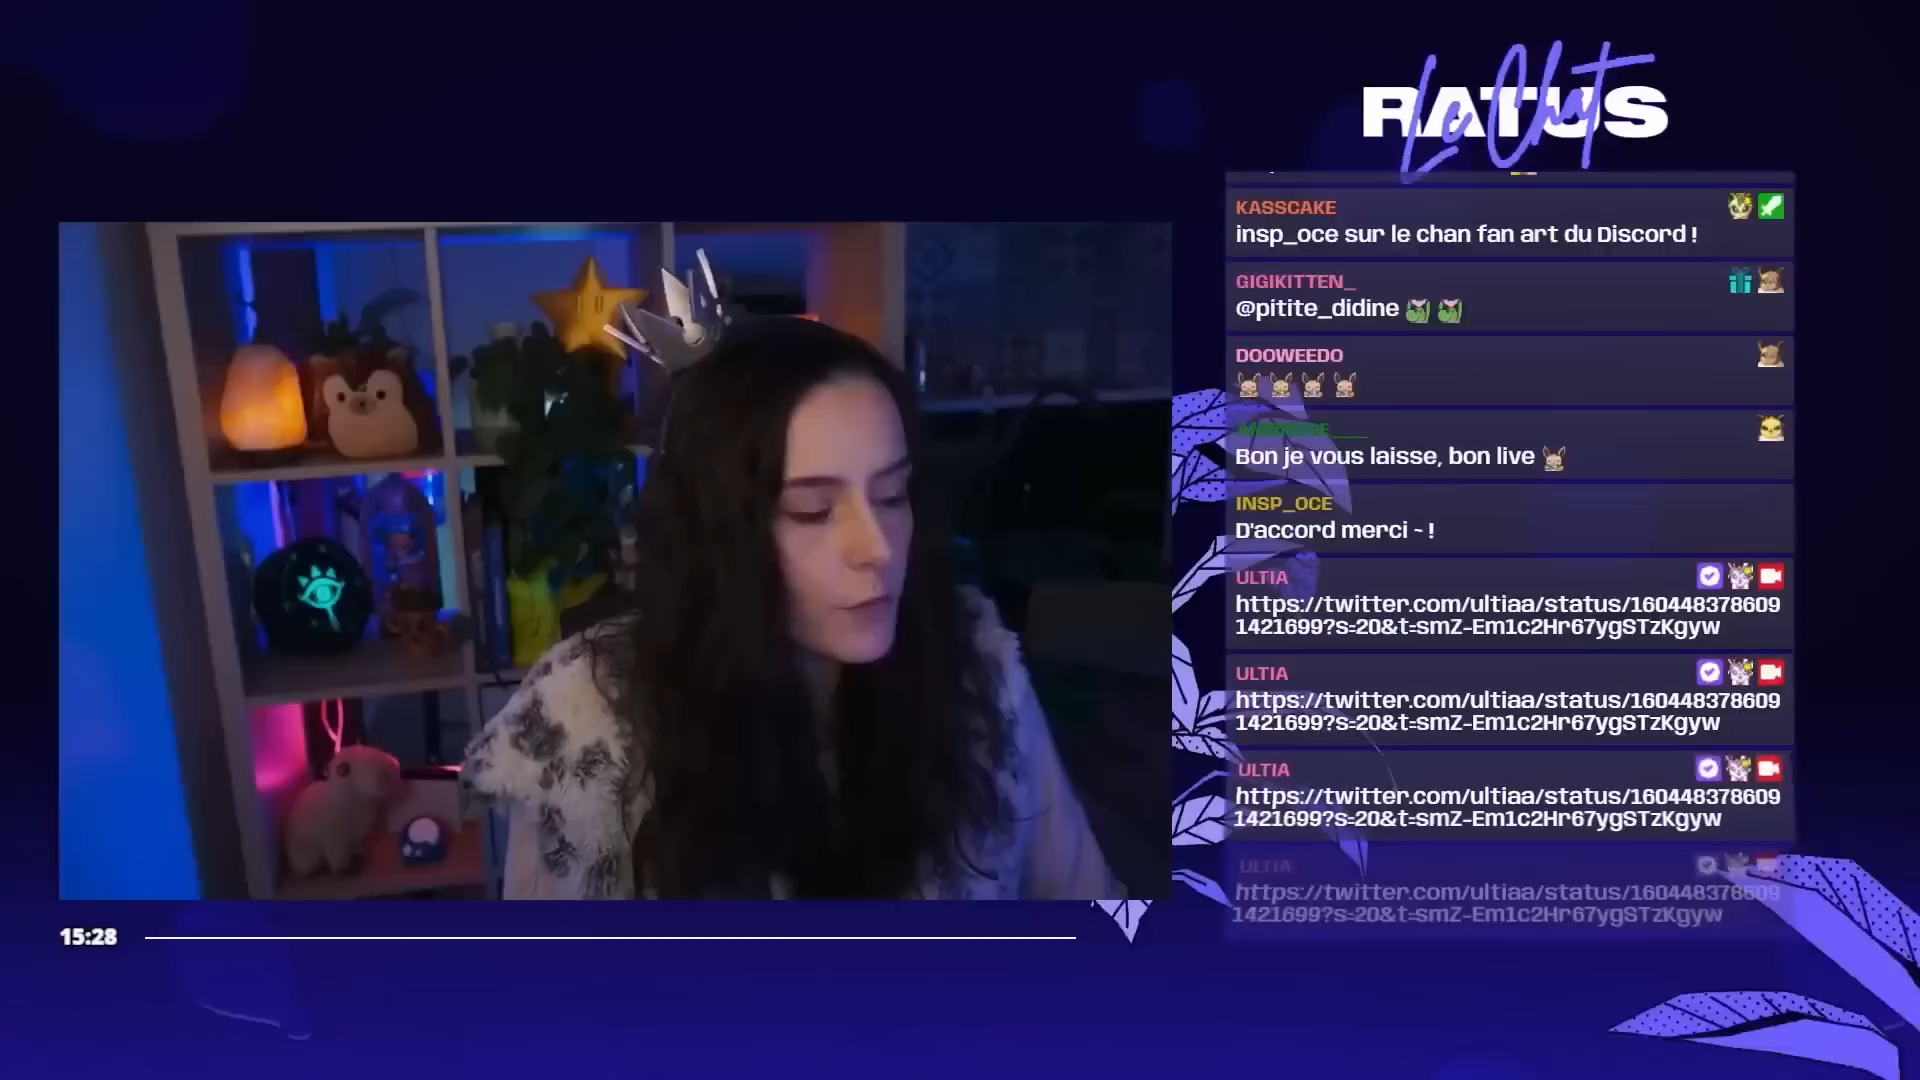 RATUS
Le Chat
KASSCAKE
insp_oce sur le chan fan art du Discord !
GIGIKITTEN_
@pitite_didine
DOOWEEDO
Bon je vous laisse, bon live
INSP_OCE
D'accord merci ~ !
ULTIA
https://twitter.com/ultiaa/status/160448378609
1421699?s=20&t=smZ-Em1c2Hr67ygSTzKgyw
ULTIA
https://twitter.com/ultiaa/status/160448378609
1421699?s=20&t=smZ-Em1c2Hr67ygSTzKgyw
ULTIA
https://twitter.com/ultiaa/status/160448378609
1421699?s=20&t=smZ-Em1c2Hr67ygSTzKgyw
ULTIA
https://twitter.com/ultiaa/status/160448378609
1421699?s=20&t=smZ-Em1c2Hr67ygSTzKgyw
15:28